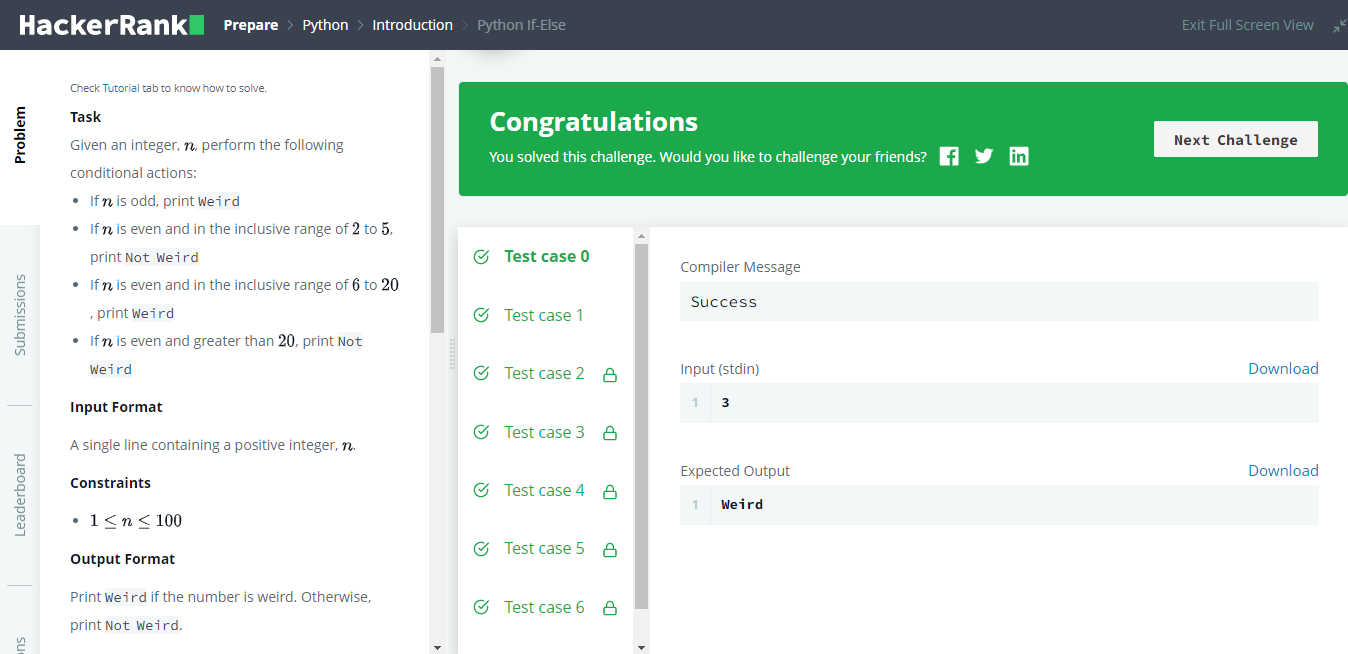 HackerRank Prepare > Python > Introduction > Python If-Else Exit Full Screen View
Problem
Submissions
Leaderboard
ons
Check Tutorial tab to know how to solve.
Task
Given an integer, n, perform the following
conditional actions:
• If n is odd, print Weird
• If n is even and in the inclusive range of 2 to 5,
print Not Weird
• If n is even and in the inclusive range of 6 to 20
, print Weird
• If n is even and greater than 20, print Not
Weird
Input Format
A single line containing a positive integer, n.
Constraints
• 1 ≤ n ≤ 100
Output Format
Print Weird if the number is weird. Otherwise,
print Not Weird.
Congratulations
You solved this challenge. Would you like to challenge your friends?
Next Challenge
Test case 0
Test case 1
Test case 2
Test case 3
Test case 4
Test case 5
Test case 6
Compiler Message
Success
Input (stdin) Download
1 3
Expected Output Download
1 Weird